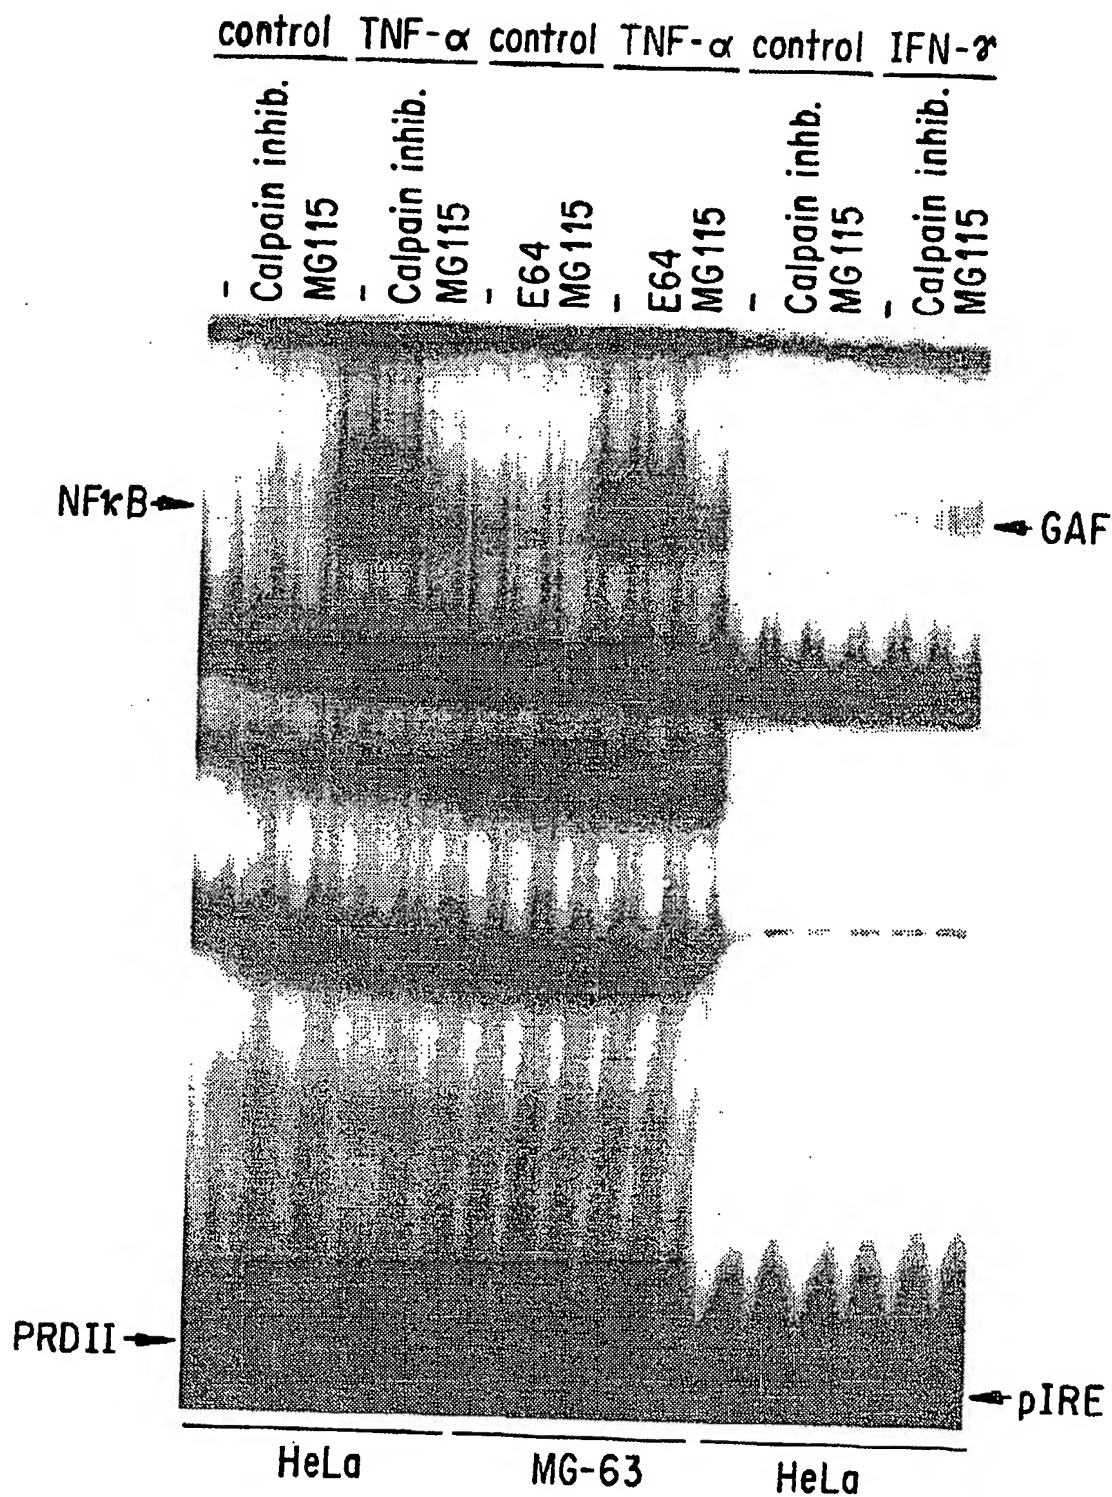 control TNF-α control TNF-α control IFN-γ
- Calpain inhib. MG115 - Calpain inhib. MG115 - E64 MG115 - E64 MG115 - Calpain inhb. MG115 - Calpain inhib. MG115
NFκB
GAF
PRDII
pIRE
HeLa MG-63 HeLa